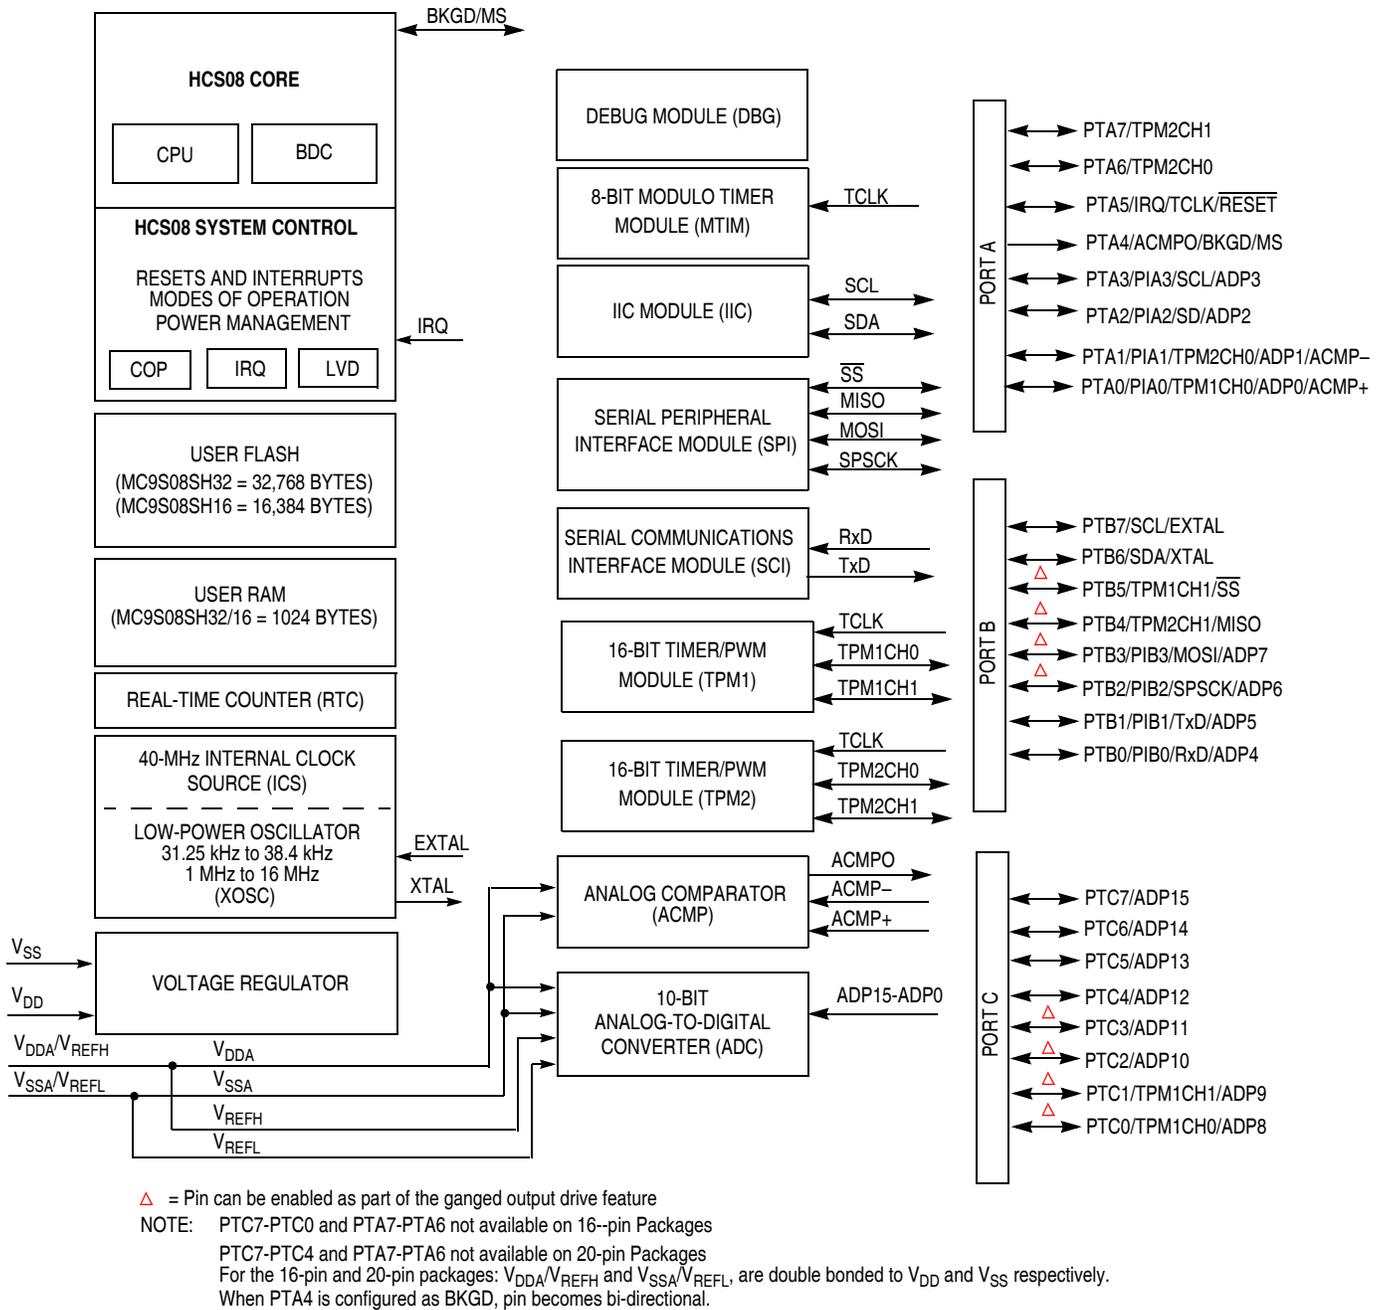 BKGD/MS
HCS08 CORE
CPU
BDC
HCS08 SYSTEM CONTROL
RESETS AND INTERRUPTS
MODES OF OPERATION
POWER MANAGEMENT
IRQ
COP
IRQ
LVD
USER FLASH
(MC9S08SH32 = 32,768 BYTES)
(MC9S08SH16 = 16,384 BYTES)
USER RAM
(MC9S08SH32/16 = 1024 BYTES)
REAL-TIME COUNTER (RTC)
40-MHz INTERNAL CLOCK
SOURCE (ICS)
LOW-POWER OSCILLATOR
31.25 kHz to 38.4 kHz
1 MHz to 16 MHz
(XOSC)
EXTAL
XTAL
VSS
VDD
VOLTAGE REGULATOR
VDDA/VREFH
VDDA
VSSA/VREFL
VSSA
VREFH
VREFL
DEBUG MODULE (DBG)
8-BIT MODULO TIMER
MODULE (MTIM)
TCLK
IIC MODULE (IIC)
SCL
SDA
SERIAL PERIPHERAL
INTERFACE MODULE (SPI)
SS
MISO
MOSI
SPSCK
SERIAL COMMUNICATIONS
INTERFACE MODULE (SCI)
RxD
TxD
16-BIT TIMER/PWM
MODULE (TPM1)
TCLK
TPM1CH0
TPM1CH1
16-BIT TIMER/PWM
MODULE (TPM2)
TCLK
TPM2CH0
TPM2CH1
ANALOG COMPARATOR
(ACMP)
ACMPO
ACMP–
ACMP+
10-BIT
ANALOG-TO-DIGITAL
CONVERTER (ADC)
ADP15-ADP0
PORT A
PTA7/TPM2CH1
PTA6/TPM2CH0
PTA5/IRQ/TCLK/RESET
PTA4/ACMPO/BKGD/MS
PTA3/PIA3/SCL/ADP3
PTA2/PIA2/SD/ADP2
PTA1/PIA1/TPM2CH0/ADP1/ACMP–
PTA0/PIA0/TPM1CH0/ADP0/ACMP+
PORT B
PTB7/SCL/EXTAL
PTB6/SDA/XTAL
PTB5/TPM1CH1/SS
PTB4/TPM2CH1/MISO
PTB3/PIB3/MOSI/ADP7
PTB2/PIB2/SPSCK/ADP6
PTB1/PIB1/TxD/ADP5
PTB0/PIB0/RxD/ADP4
PORT C
PTC7/ADP15
PTC6/ADP14
PTC5/ADP13
PTC4/ADP12
PTC3/ADP11
PTC2/ADP10
PTC1/TPM1CH1/ADP9
PTC0/TPM1CH0/ADP8
Δ = Pin can be enabled as part of the ganged output drive feature
NOTE: PTC7-PTC0 and PTA7-PTA6 not available on 16--pin Packages
PTC7-PTC4 and PTA7-PTA6 not available on 20-pin Packages
For the 16-pin and 20-pin packages: VDDA/VREFH and VSSA/VREFL, are double bonded to VDD and VSS respectively.
When PTA4 is configured as BKGD, pin becomes bi-directional.